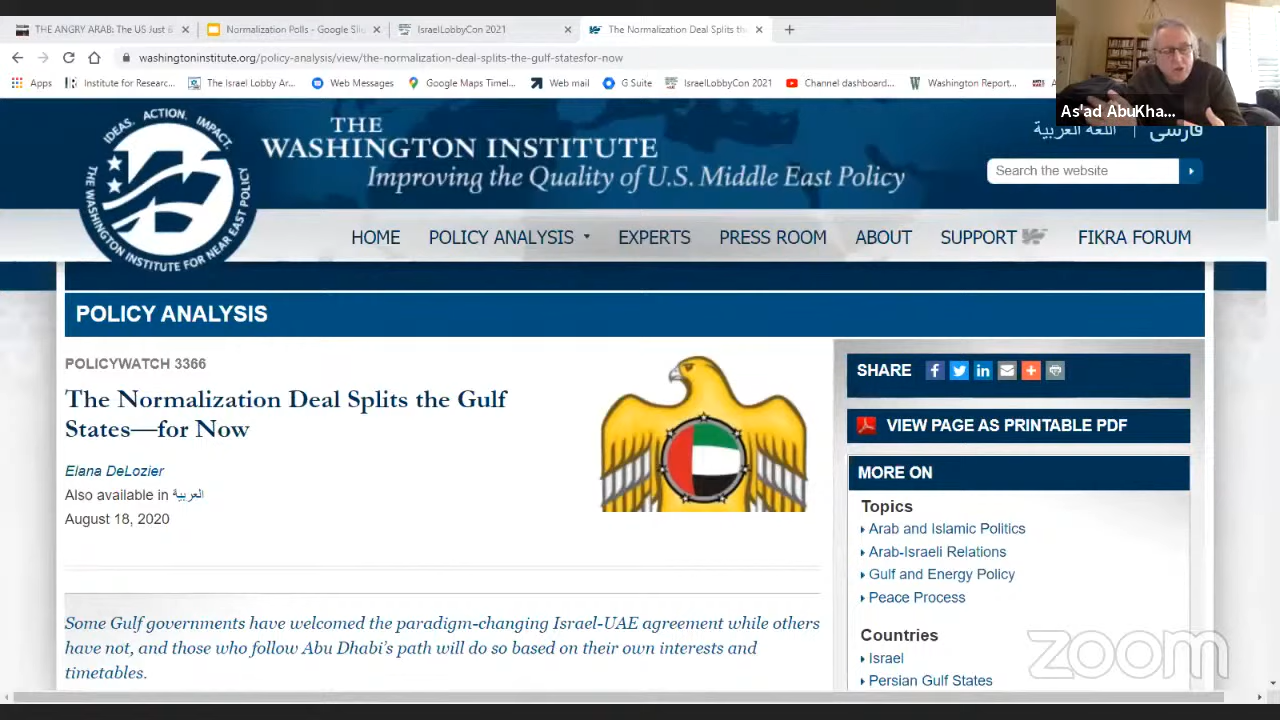 THE ANGRY ARAB: The US Just
Normalization Polls - Google Sli
IsraelLobbyCon 2021
The Normalization Deal Splits the
washingtoninstitute.org/policy-analysis/view/the-normalization-deal-splits-the-gulf-statesfor-now
Apps
Institute for Researc...
The Israel Lobby Ar...
Web Messages
Google Maps Timel...
Web mail
G Suite
IsraelLobbyCon 2021
Channel dashboard...
Washington Report...
As'ad AbuKha...
IDEAS. ACTION. IMPACT.
THE WASHINGTON INSTITUTE FOR NEAR EAST POLICY
THE
WASHINGTON INSTITUTE
Improving the Quality of U.S. Middle East Policy
اللغة العربية | فارسی
Search the website
HOME
POLICY ANALYSIS
EXPERTS
PRESS ROOM
ABOUT
SUPPORT
FIKRA FORUM
POLICY ANALYSIS
POLICYWATCH 3366
The Normalization Deal Splits the Gulf
States—for Now
Elana DeLozier
Also available in العربية
August 18, 2020
Some Gulf governments have welcomed the paradigm-changing Israel-UAE agreement while others
have not, and those who follow Abu Dhabi's path will do so based on their own interests and
timetables.
SHARE
VIEW PAGE AS PRINTABLE PDF
MORE ON
Topics
Arab and Islamic Politics
Arab-Israeli Relations
Gulf and Energy Policy
Peace Process
Countries
Israel
Persian Gulf States
zoom